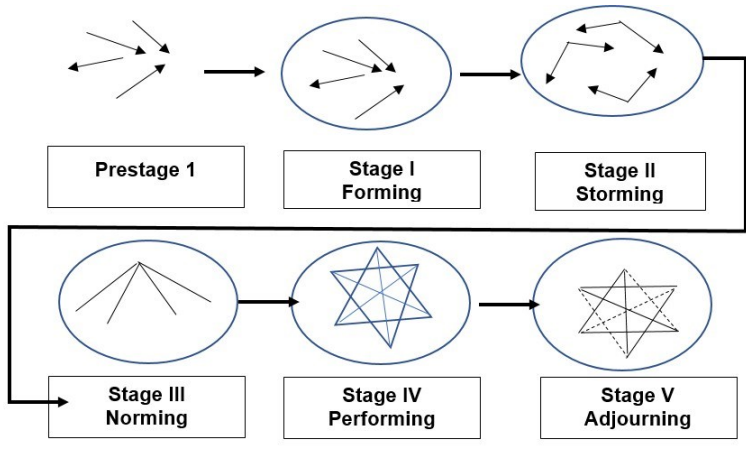 Prestage 1
Stage I
Forming
Stage II
Storming
Stage III
Norming
Stage IV
Performing
Stage V
Adjourning